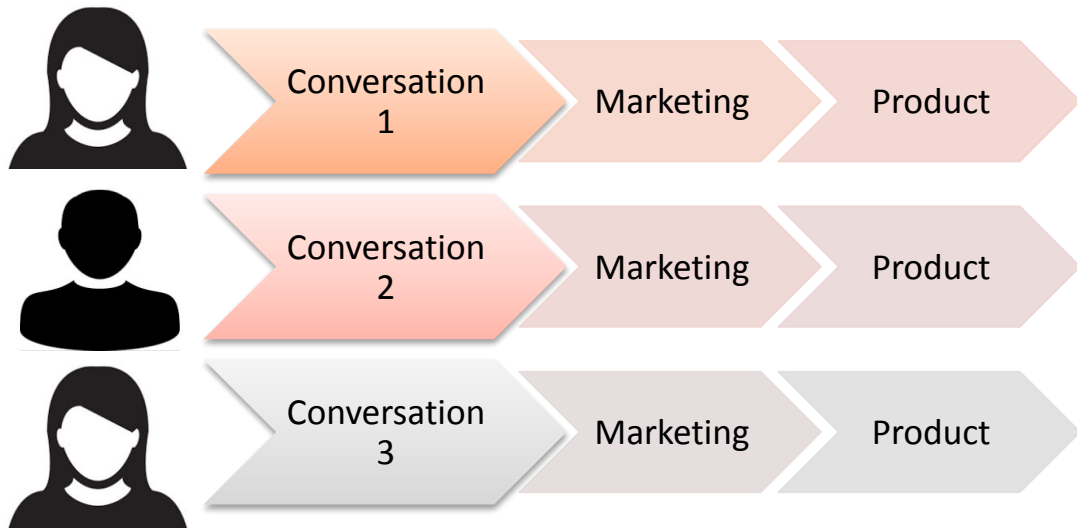 Conversation
1
Marketing
Product
Conversation
2
Marketing
Product
Conversation
3
Marketing
Product